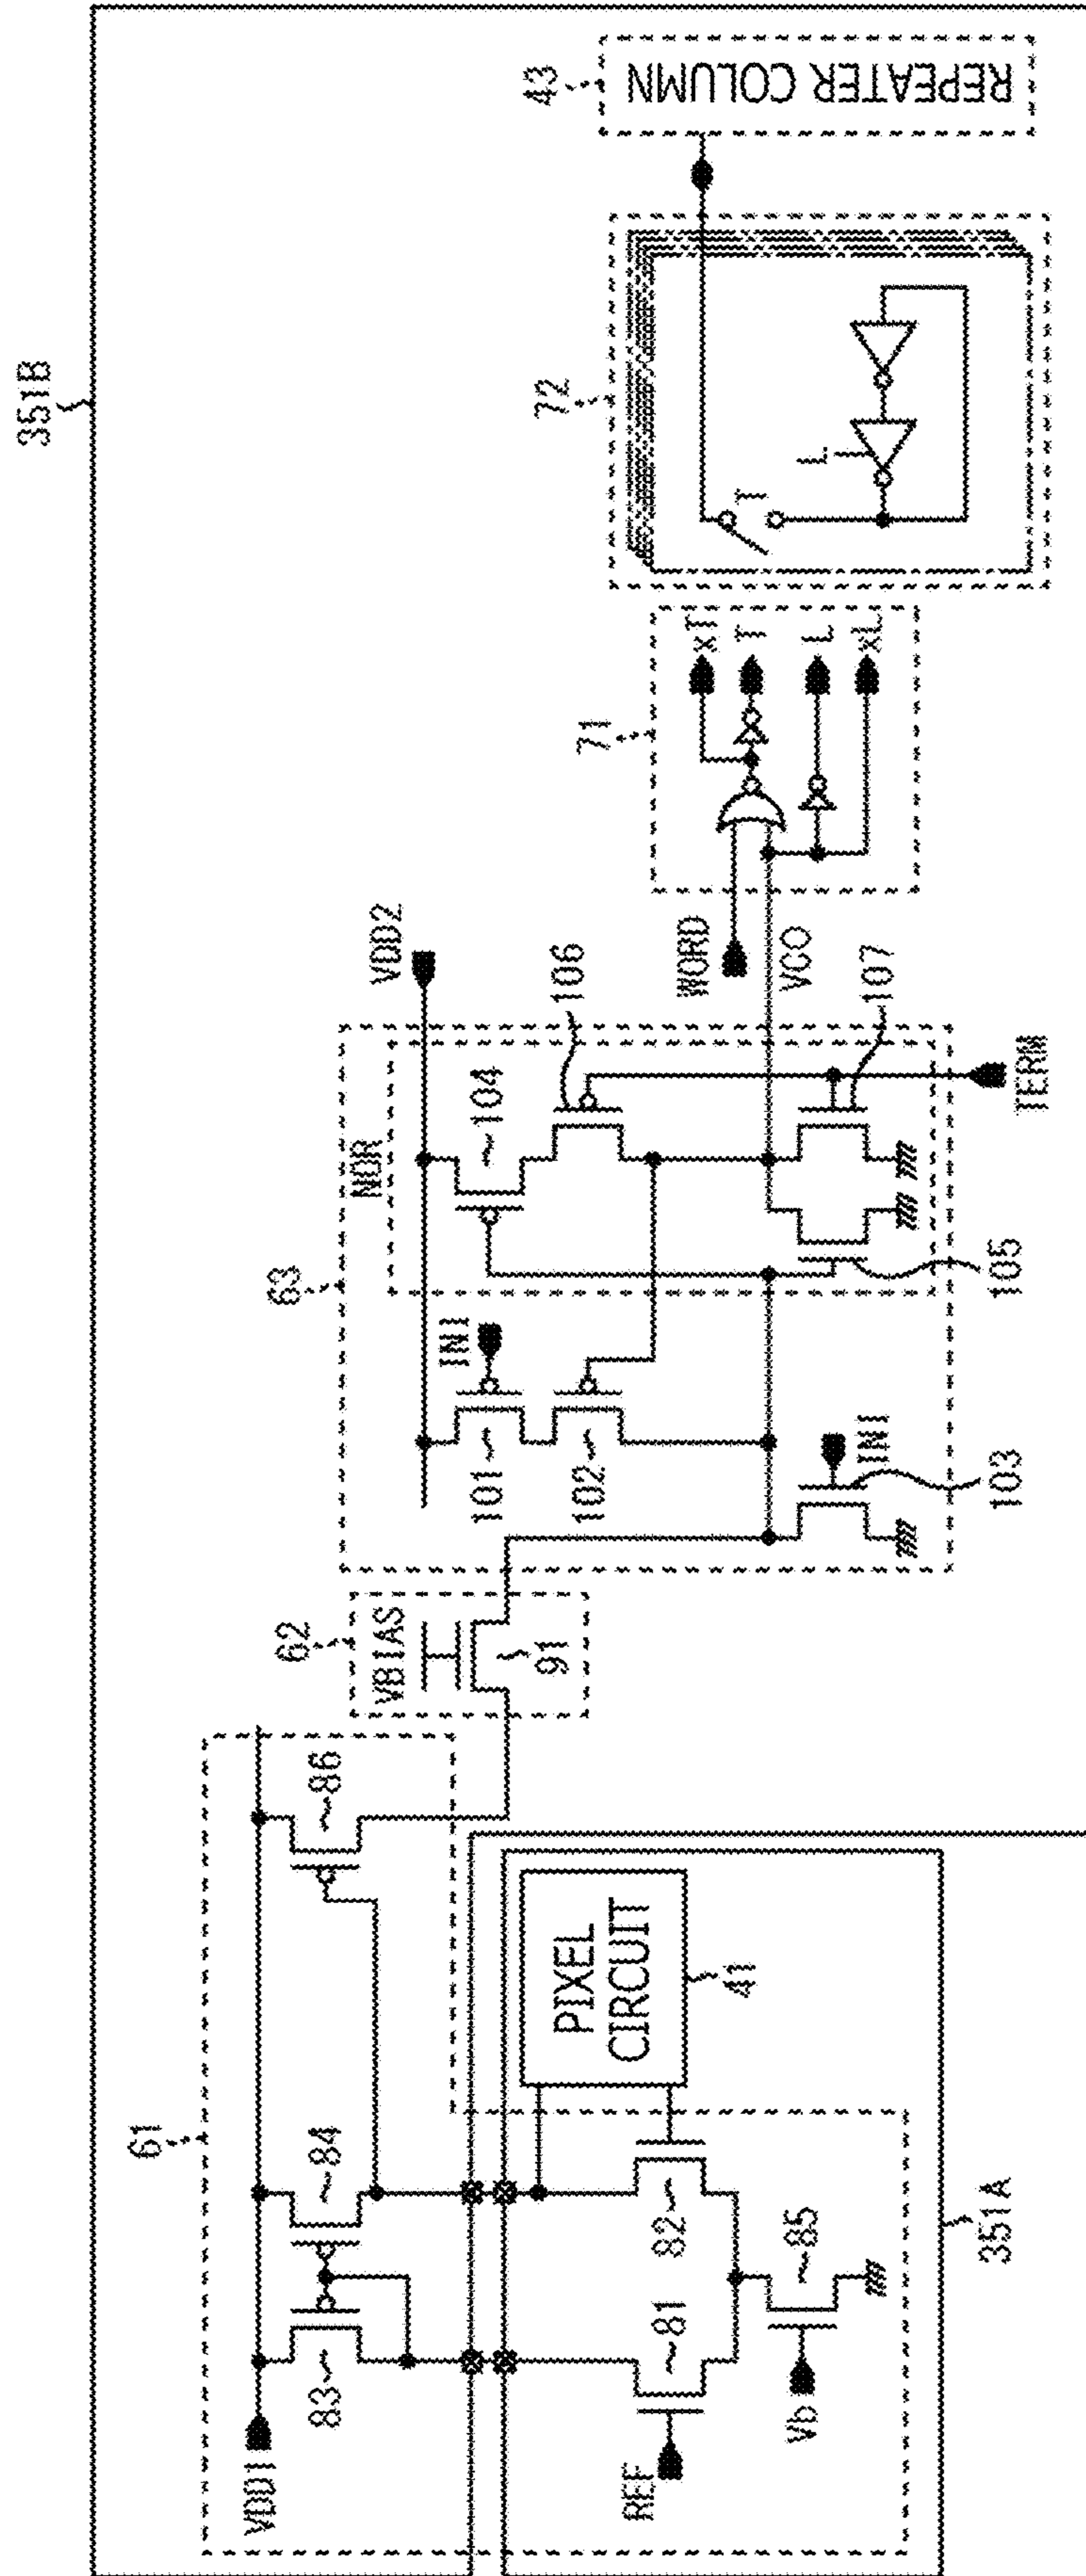 351B
61
VDD1
83
84
86
REF
81
82
Vb
85
PIXEL
CIRCUIT
41
351A
62
VBIAS
91
63
NOR
VDD2
101
INI
102
103
INI
104
105
106
107
TERM
WORD
VCO
71
xT
T
L
xL
72
T
L
43
REPEATER COLUMN